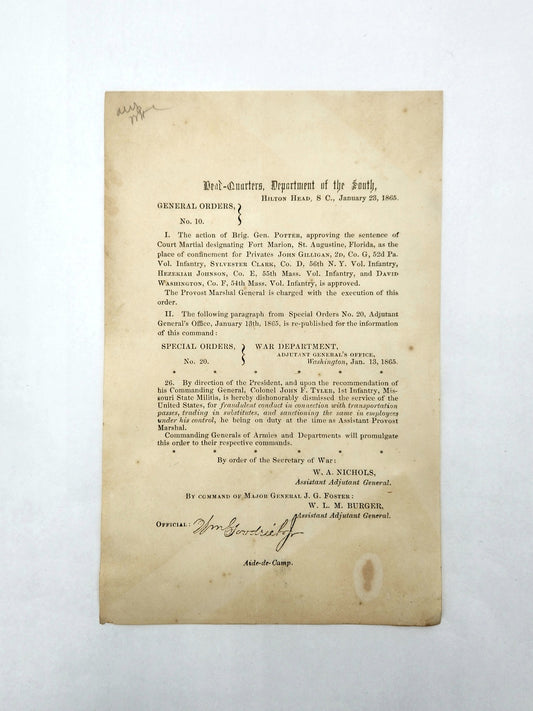 Head-Quarters, Department of the South,
HILTON HEAD, S C., January 23, 1865.
GENERAL ORDERS,
No. 10.
I. The action of Brig. Gen. POTTER, approving the sentence of
Court Martial designating Fort Marion, St. Augustine, Florida, as the
place of confinement for Privates JOHN GILLIGAN, 2D, Co. G, 52d Pa.
Vol. Infantry, SYLVESTER CLARK, Co. D. 56th N. Y. Vol. Infantry,
HEZEKIAH JOHNSON, Co. E, 55th Mass. Vol. Infantry, and DAVID
WASHINGTON, Co. F, 54th Mass. Vol. Infantry, is approved.
The Provost Marshal General is charged with the execution of this
order.
II. The following paragraph from Special Orders No. 20, Adjutant
General's Office, January 13th, 1865, is re-published for the information
of this command:
SPECIAL ORDERS, WAR DEPARTMENT,
ADJUTANT GENERAL'S OFFICE,
No. 20. Washington, Jan. 13, 1865.
* * * * * * *
26. By direction of the President, and upon the recommendation of
his Commanding General, Colonel JOHN F. TYLER, 1st Infantry, Mis-
souri State Militia, is hereby dishonorably dismissed the service of the
United States, for fraudulent conduct in connection with transportation
passes, trading in substitutes, and sanctioning the same in employees
under his control, he being on duty at the time as Assistant Provost
Marshal.
Commanding Generals of Armies and Departments will promulgate
this order to their respective commands.
* * * * * * *
By order of the Secretary of War:
W. A. NICHOLS,
Assistant Adjutant General.
BY COMMAND OF MAJOR GENERAL J. G. FOSTER:
W. L. M. BURGER,
Assistant Adjutant General.
OFFICIAL: Wm Goodrich Jr
Aide-de-Camp.